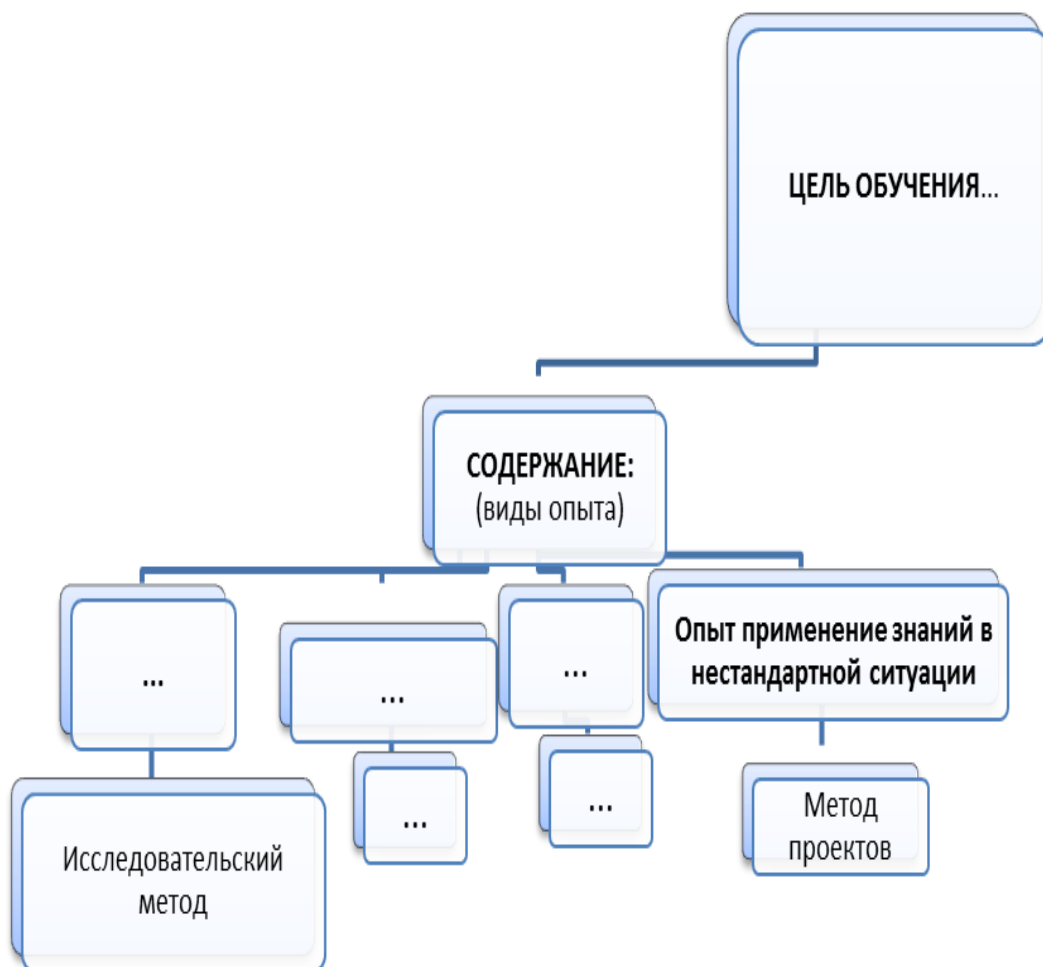 ЦЕЛЬ ОБУЧЕНИЯ...
СОДЕРЖАНИЕ:
(виды опыта)
...
...
...
Опыт применение знаний в
нестандартной ситуации
Исследовательский
метод
...
...
Метод
проектов